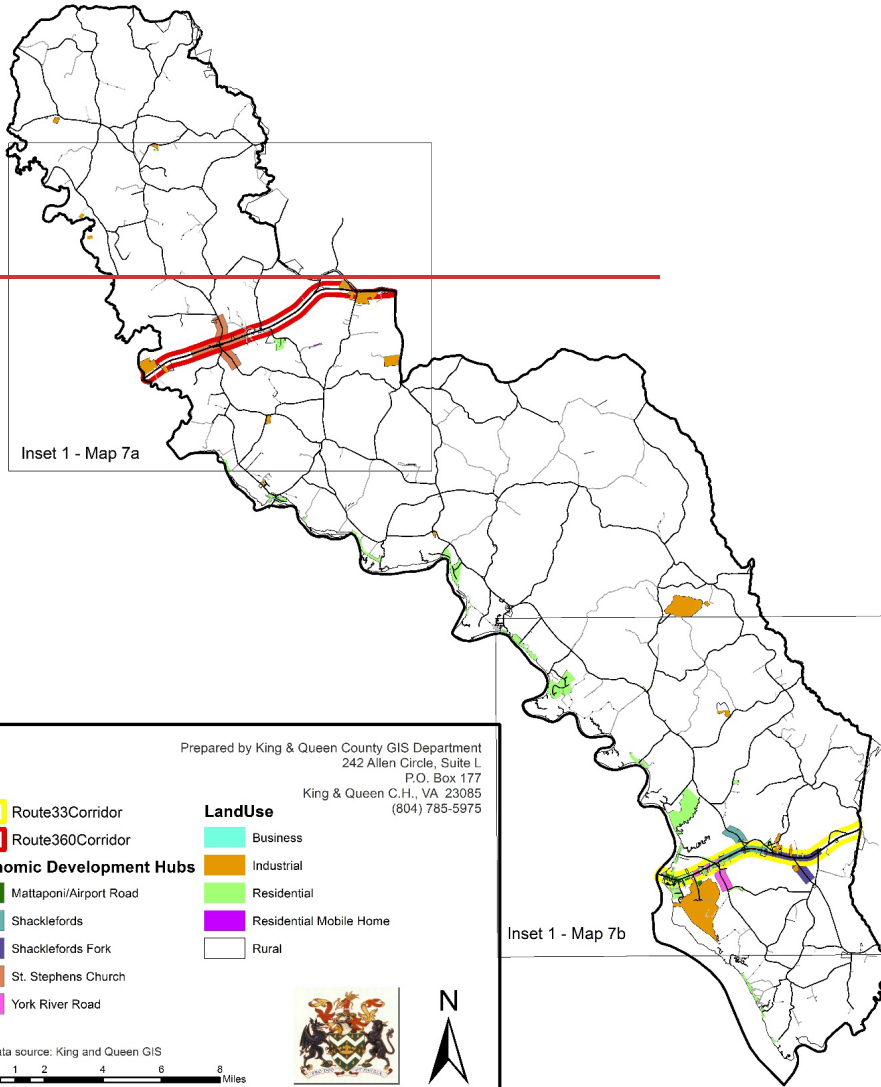 Inset 1 - Map 7a
Prepared by King & Queen County GIS Department
242 Allen Circle, Suite L
P.O. Box 177
King & Queen C.H., VA 23085
(804) 785-5975
Route33Corridor
Route360Corridor
nomic Development Hubs
Mattaponi/Airport Road
Shacklefords
Shacklefords Fork
St. Stephens Church
York River Road
LandUse
Business
Industrial
Residential
Residential Mobile Home
Rural
Inset 1 - Map 7b
N
ata source: King and Queen GIS
1 2 4 6 8
Miles